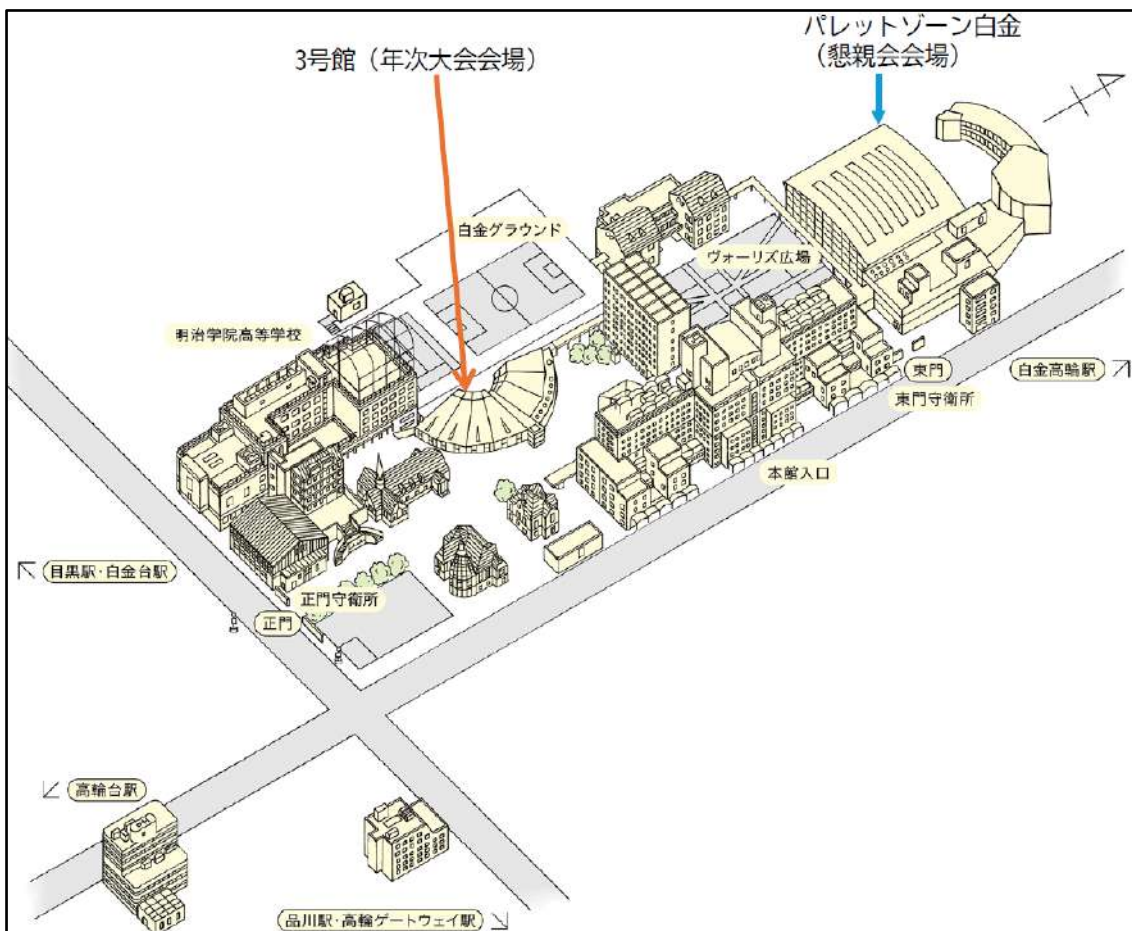 パレットゾーン白金
（懇親会会場）
3号館（年次大会会場）
白金グラウンド
ヴォーリズ広場
明治学院高等学校
東門
白金高輪駅
東門守衛所
本館入口
目黒駅・白金台駅
正門守衛所
正門
高輪台駅
品川駅・高輪ゲートウェイ駅